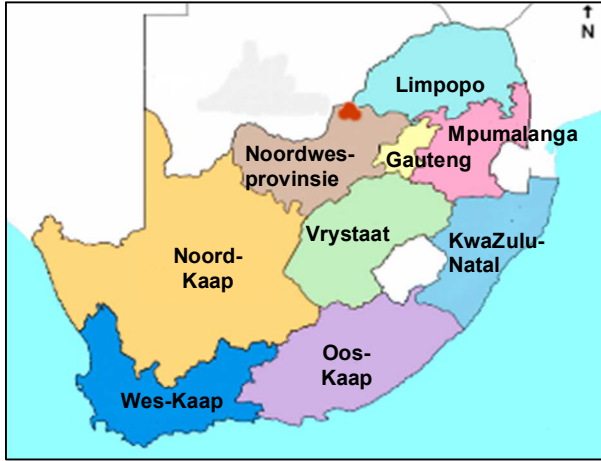 N
Limpopo
Mpumalanga
Gauteng
Noordwes-
provinsie
Vrystaat
KwaZulu-
Natal
Noord-
Kaap
Oos-
Kaap
Wes-Kaap